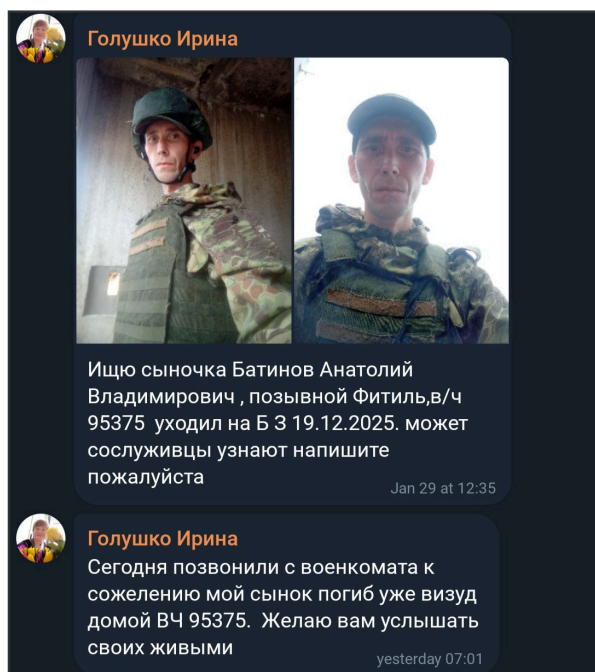 Голушко Ирина
Ищю сыночка Батинов Анатолий
Владимирович , позывной Фитиль,в/ч
95375 уходил на Б З 19.12.2025. может
сослуживцы узнают напишите
пожалуйста
Jan 29 at 12:35
Голушко Ирина
Сегодня позвонили с военкомата к
сожелению мой сынок погиб уже визуд
домой ВЧ 95375. Желаю вам услышать
своих живыми
yesterday 07:01